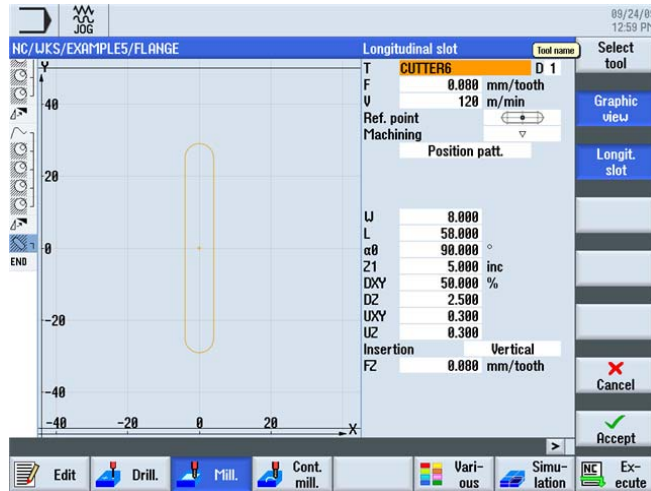 JOG
09/24/0
12:59 PM
NC/WKS/EXAMPLE5/FLANGE
Longitudinal slot
Tool name
Select tool
T CUTTER6 D 1
F 0.080 mm/tooth
V 120 m/min
Ref. point
Machining ▽
Position patt.
Graphic view
Longit. slot
W 8.000
L 58.000
α0 90.000 °
Z1 5.000 inc
DXY 50.000 %
DZ 2.500
UXY 0.300
UZ 0.300
Insertion Vertical
FZ 0.080 mm/tooth
Cancel
Accept
Y
40
20
0
-20
-40
-40 -20 0 20 X
END
>
Edit Drill. Mill. Cont. mill. Vari- ous Simu- lation NC Ex- ecute